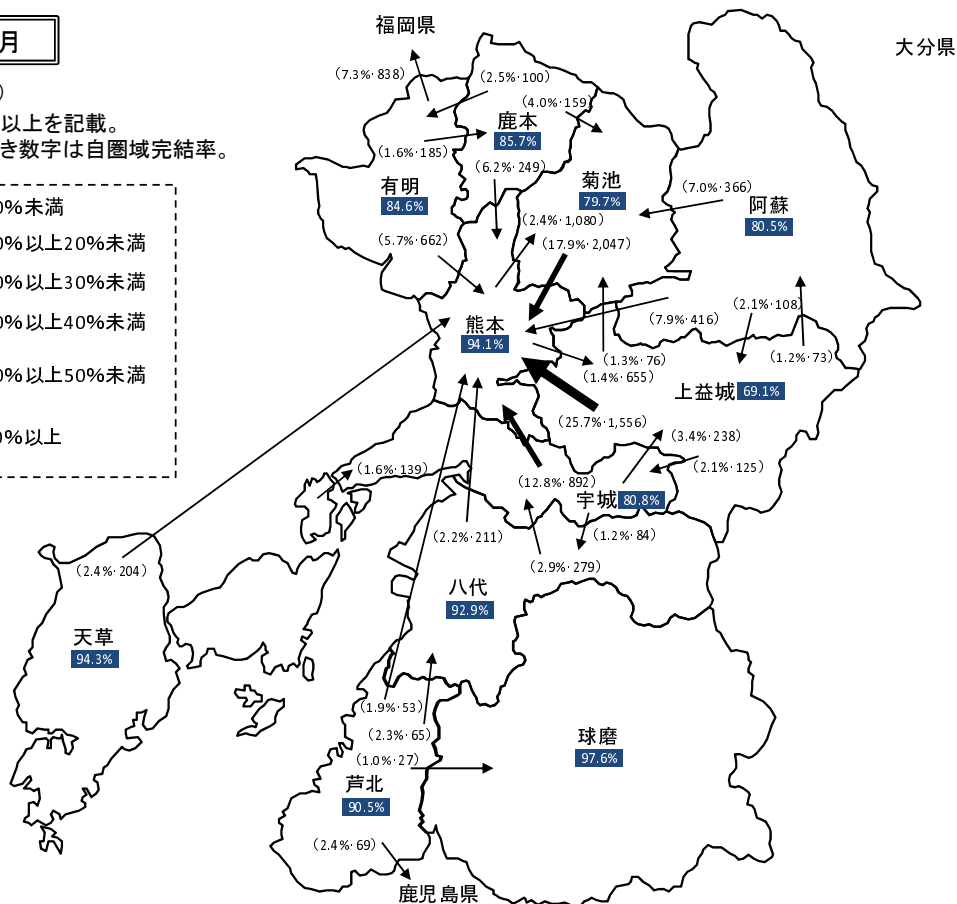 月
福岡県
大分県
）
以上を記載。
き数字は自圏域完結率。
0%未満
0%以上20%未満
0%以上30%未満
0%以上40%未満
0%以上50%未満
0%以上
（7.3%・838）
（2.5%・100）
（4.0%・159）
鹿本
85.7%
（1.6%・185）
（6.2%・249）
有明
84.6%
菊池
79.7%
（7.0%・366）
阿蘇
80.5%
（2.4%・1,080）
（5.7%・662）
（17.9%・2,047）
熊本
94.1%
（7.9%・416）
（2.1%・108）
（1.3%・76）
（1.2%・73）
（1.4%・655）
上益城
69.1%
（25.7%・1,556）
（3.4%・238）
（1.6%・139）
（2.1%・125）
（12.8%・892）
宇城
80.8%
（2.2%・211）
（1.2%・84）
（2.9%・279）
（2.4%・204）
八代
92.9%
天草
94.3%
（1.9%・53）
（2.3%・65）
（1.0%・27）
球磨
97.6%
芦北
90.5%
（2.4%・69）
鹿児島県